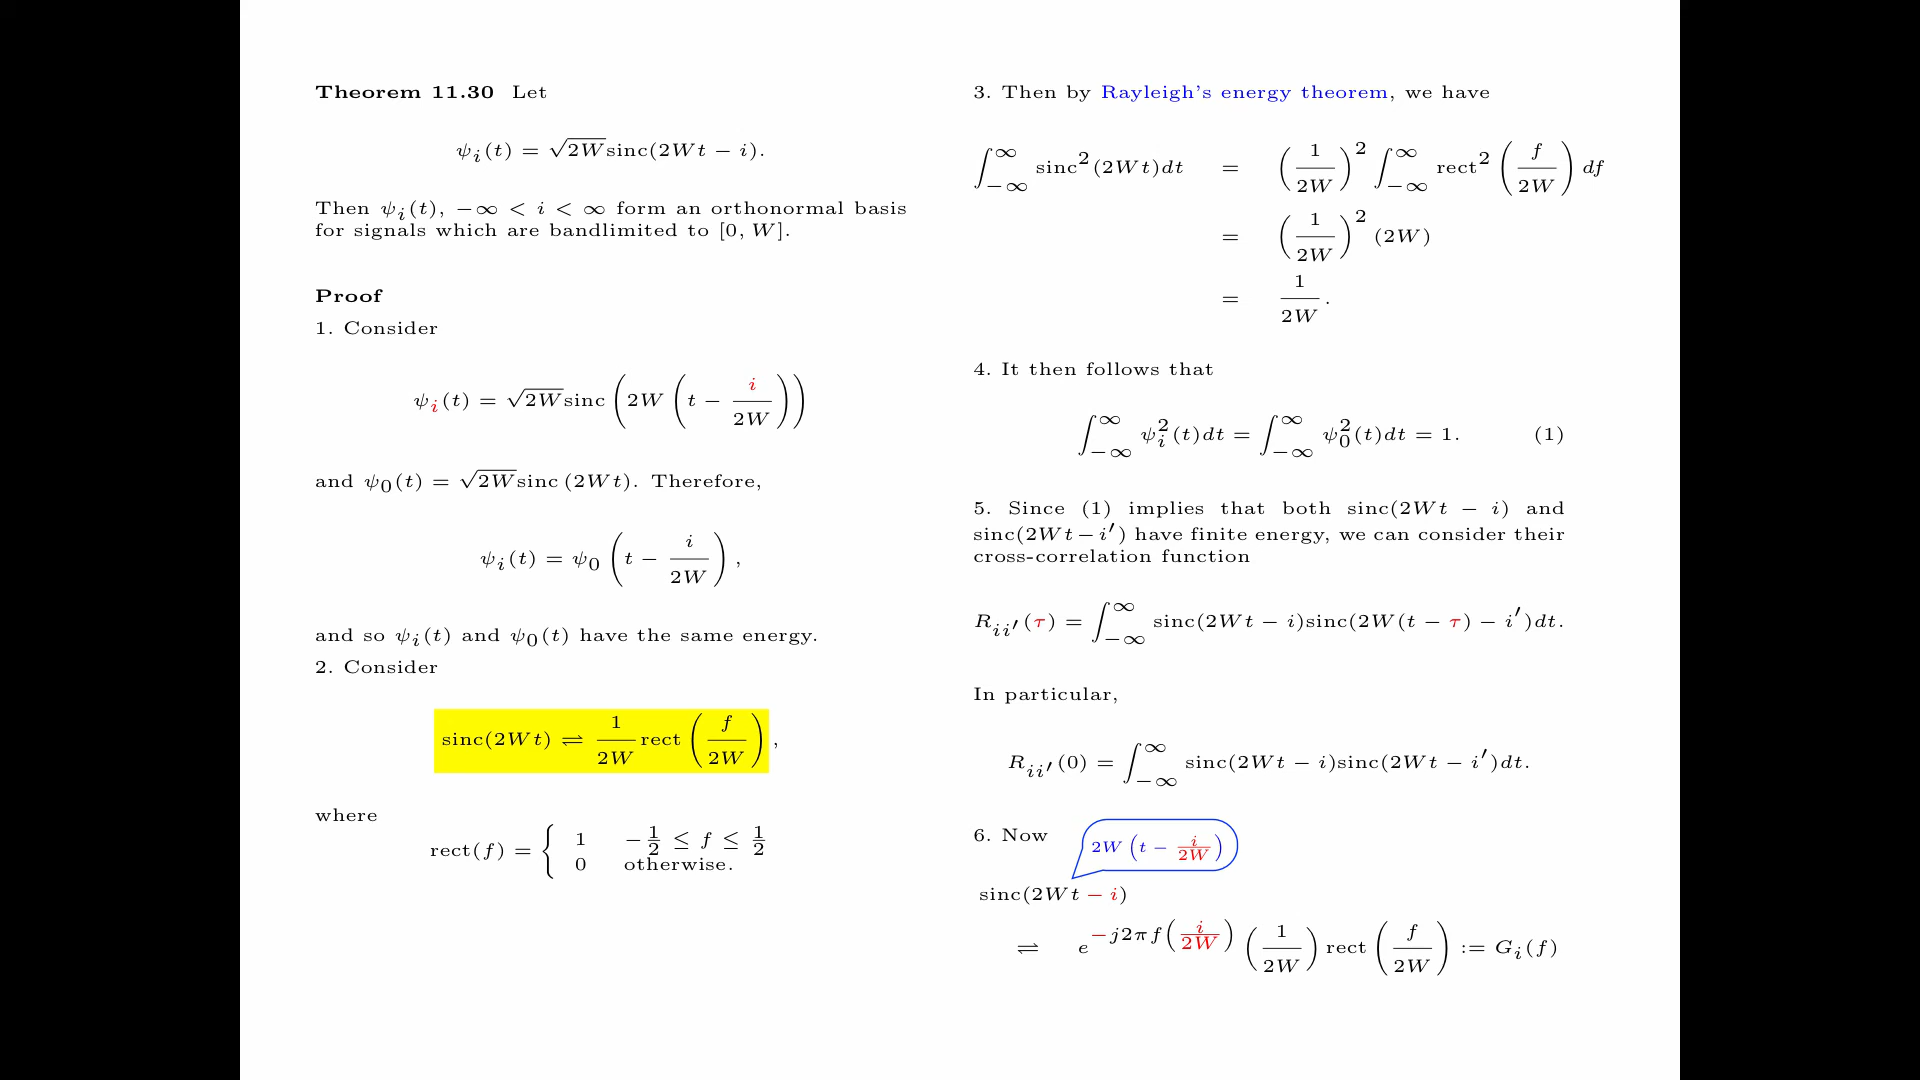 Theorem 11.30 Let
ψ_i(t) = √2W sinc(2Wt − i).
Then ψ_i(t), −∞ < i < ∞ form an orthonormal basis
for signals which are bandlimited to [0, W].
Proof
1. Consider
ψ_i(t) = √2W sinc (2W (t − i/2W))
and ψ_0(t) = √2W sinc (2Wt). Therefore,
ψ_i(t) = ψ_0 (t − i/2W),
and so ψ_i(t) and ψ_0(t) have the same energy.
2. Consider
sinc(2Wt) ⇌ 1/2W rect (f/2W),
where
rect(f) = { 1 −1/2 ≤ f ≤ 1/2
0 otherwise.
3. Then by Rayleigh's energy theorem, we have
∫_{−∞}^{∞} sinc²(2Wt)dt = (1/2W)² ∫_{−∞}^{∞} rect² (f/2W) df
= (1/2W)² (2W)
= 1/2W.
4. It then follows that
∫_{−∞}^{∞} ψ_i²(t)dt = ∫_{−∞}^{∞} ψ_0²(t)dt = 1. (1)
5. Since (1) implies that both sinc(2Wt − i) and
sinc(2Wt − i′) have finite energy, we can consider their
cross-correlation function
R_{ii′}(τ) = ∫_{−∞}^{∞} sinc(2Wt − i)sinc(2W(t − τ) − i′)dt.
In particular,
R_{ii′}(0) = ∫_{−∞}^{∞} sinc(2Wt − i)sinc(2Wt − i′)dt.
6. Now
2W (t − i/2W)
sinc(2Wt − i)
⇌ e^{−j2πf(i/2W)} (1/2W) rect (f/2W) := G_i(f)